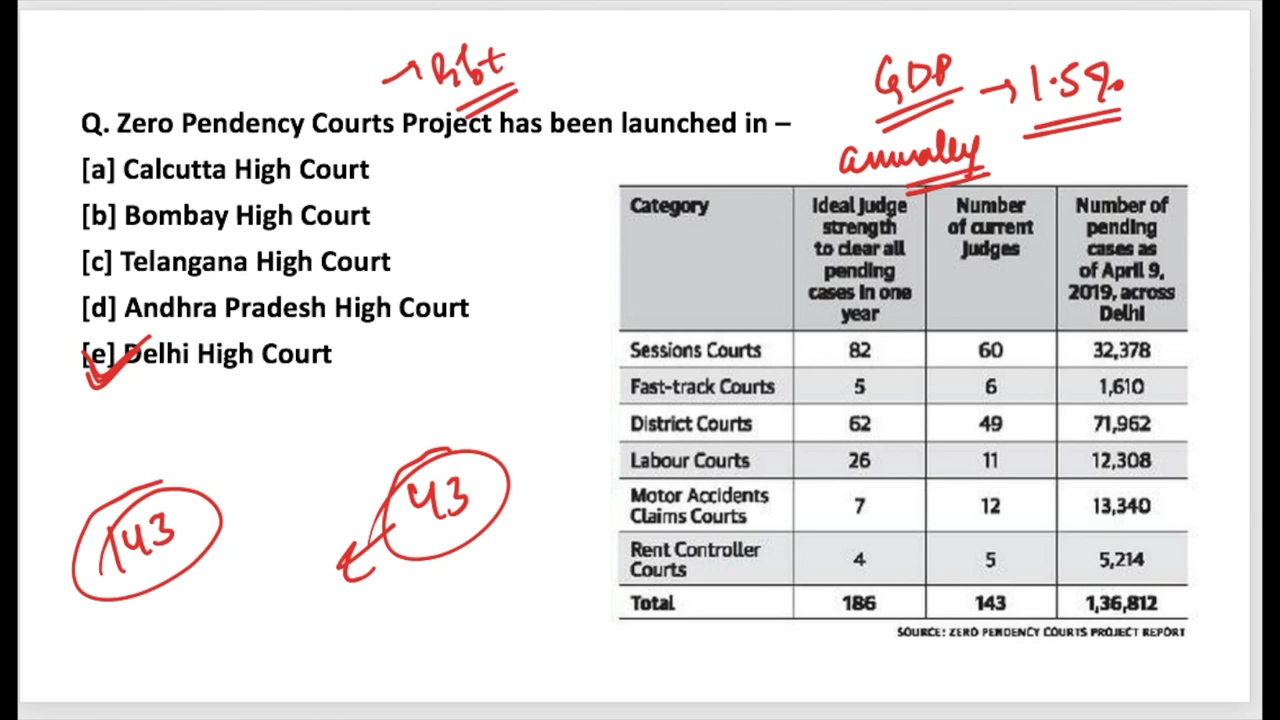 GDP → 1.5%
annualey
Q. Zero Pendency Courts Project has been launched in –
[a] Calcutta High Court
[b] Bombay High Court
[c] Telangana High Court
[d] Andhra Pradesh High Court
[e] Delhi High Court
143
43
Category Ideal Judge strength to clear all pending cases in one year Number of current Judges Number of pending cases as of April 9, 2019, across Delhi
Sessions Courts 82 60 32,378
Fast-track Courts 5 6 1,610
District Courts 62 49 71,962
Labour Courts 26 11 12,308
Motor Accidents Claims Courts 7 12 13,340
Rent Controller Courts 4 5 5,214
Total 186 143 1,36,812
SOURCE: ZERO PENDENCY COURTS PROJECT REPORT